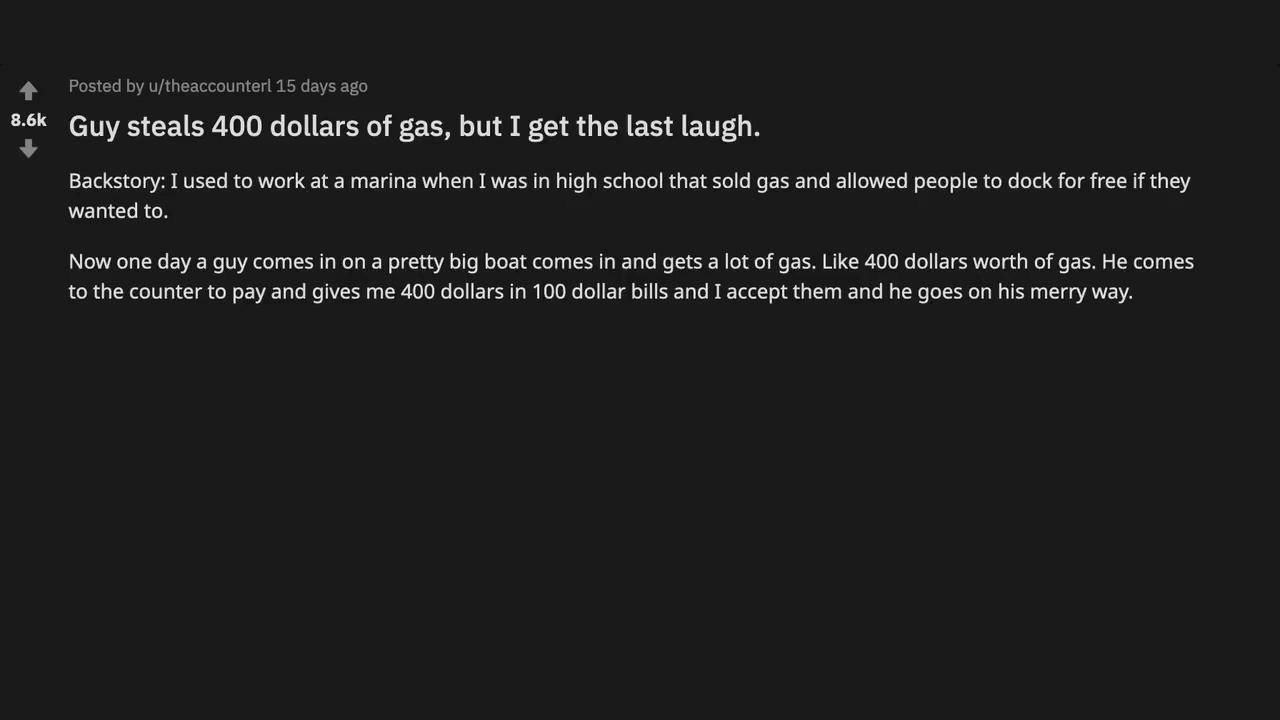 Posted by u/theaccounterl 15 days ago
8.6k
Guy steals 400 dollars of gas, but I get the last laugh.
Backstory: I used to work at a marina when I was in high school that sold gas and allowed people to dock for free if they
wanted to.
Now one day a guy comes in on a pretty big boat comes in and gets a lot of gas. Like 400 dollars worth of gas. He comes
to the counter to pay and gives me 400 dollars in 100 dollar bills and I accept them and he goes on his merry way.